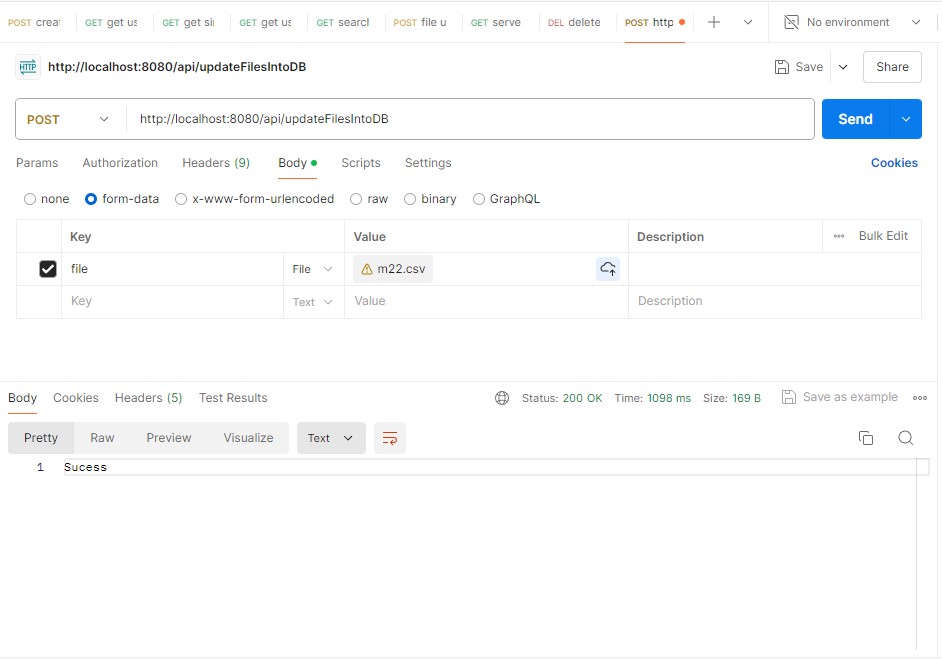 POST creat GET get us GET get sir GET get us GET search POST file u GET serve DEL delete POST http No environment
HTTP http://localhost:8080/api/updateFilesIntoDB Save Share
POST http://localhost:8080/api/updateFilesIntoDB Send
Params Authorization Headers (9) Body Scripts Settings Cookies
none form-data x-www-form-urlencoded raw binary GraphQL
Key Value Description Bulk Edit
file File m22.csv
Key Text Value Description
Body Cookies Headers (5) Test Results Status: 200 OK Time: 1098 ms Size: 169 B Save as example
Pretty Raw Preview Visualize Text
1 Sucess